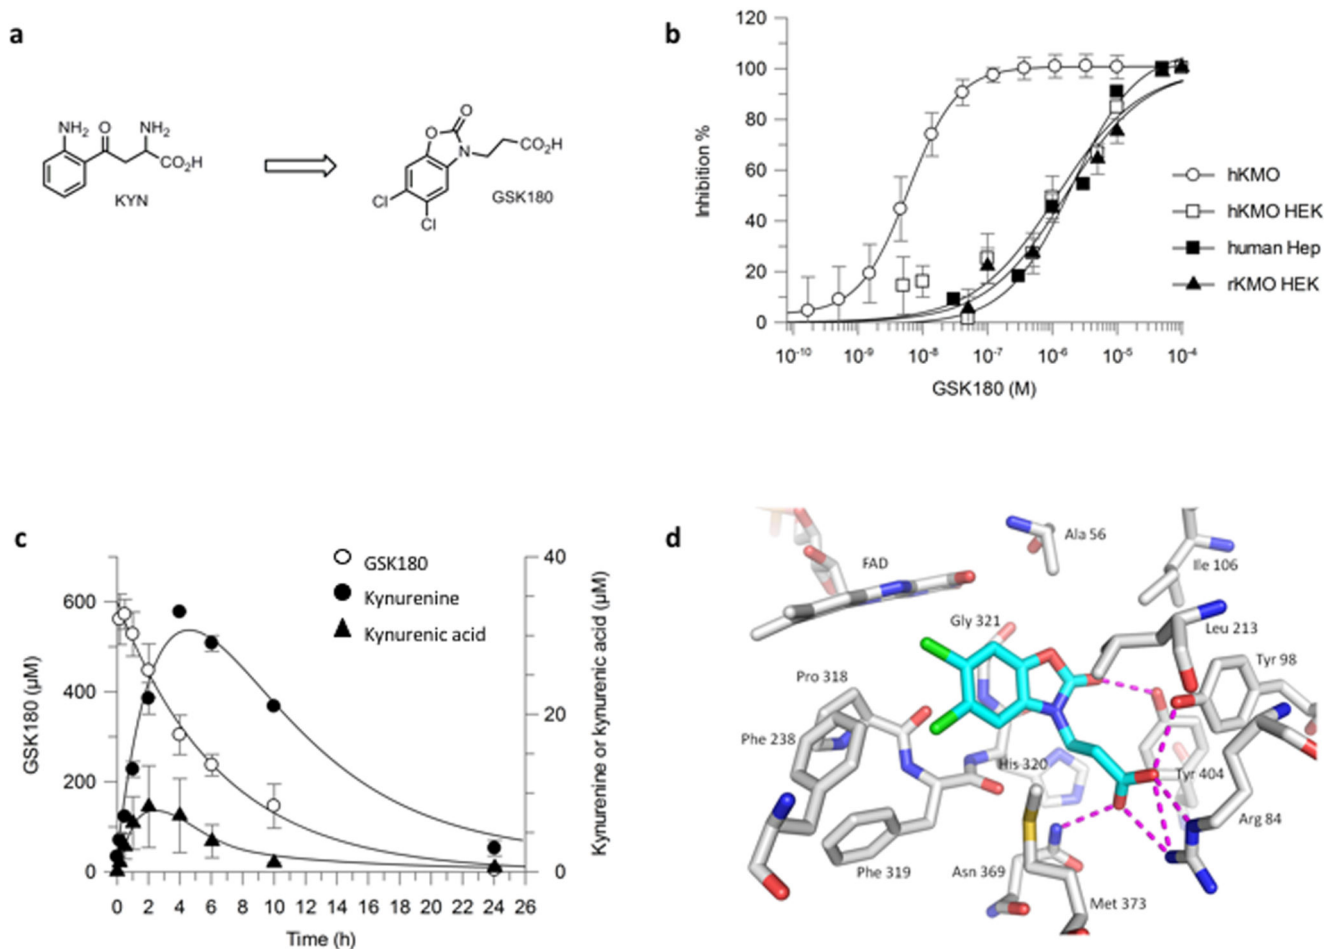 a
NH₂
O
NH₂
CO₂H
KYN
O
O
N
CO₂H
Cl
Cl
GSK180
b
120
100
80
60
40
20
0
Inhibition %
10⁻¹⁰ 10⁻⁹ 10⁻⁸ 10⁻⁷ 10⁻⁶ 10⁻⁵ 10⁻⁴
GSK180 (M)
hKMO
hKMO HEK
human Hep
rKMO HEK
c
600
400
200
0
GSK180 (µM)
40
20
0
Kynurenine or kynurenic acid (µM)
GSK180
Kynurenine
Kynurenic acid
0 2 4 6 8 10 12 14 16 18 20 22 24 26
Time (h)
d
Ala 56
FAD
Ile 106
Gly 321
Leu 213
Tyr 98
Pro 318
Phe 238
His 320
Tyr 404
Arg 84
Phe 319
Asn 369
Met 373